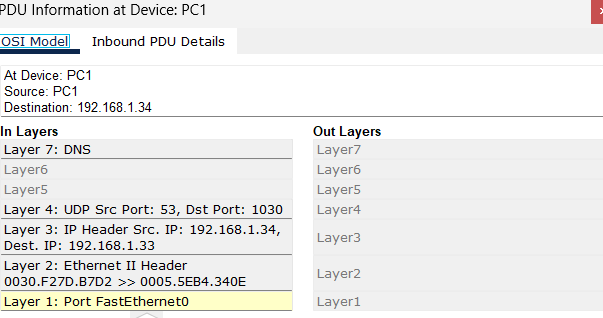 PDU Information at Device: PC1
OSI Model Inbound PDU Details
At Device: PC1
Source: PC1
Destination: 192.168.1.34
In Layers
Layer 7: DNS
Layer6
Layer5
Layer 4: UDP Src Port: 53, Dst Port: 1030
Layer 3: IP Header Src. IP: 192.168.1.34,
Dest. IP: 192.168.1.33
Layer 2: Ethernet II Header
0030.F27D.B7D2 >> 0005.5EB4.340E
Layer 1: Port FastEthernet0
Out Layers
Layer7
Layer6
Layer5
Layer4
Layer3
Layer2
Layer1